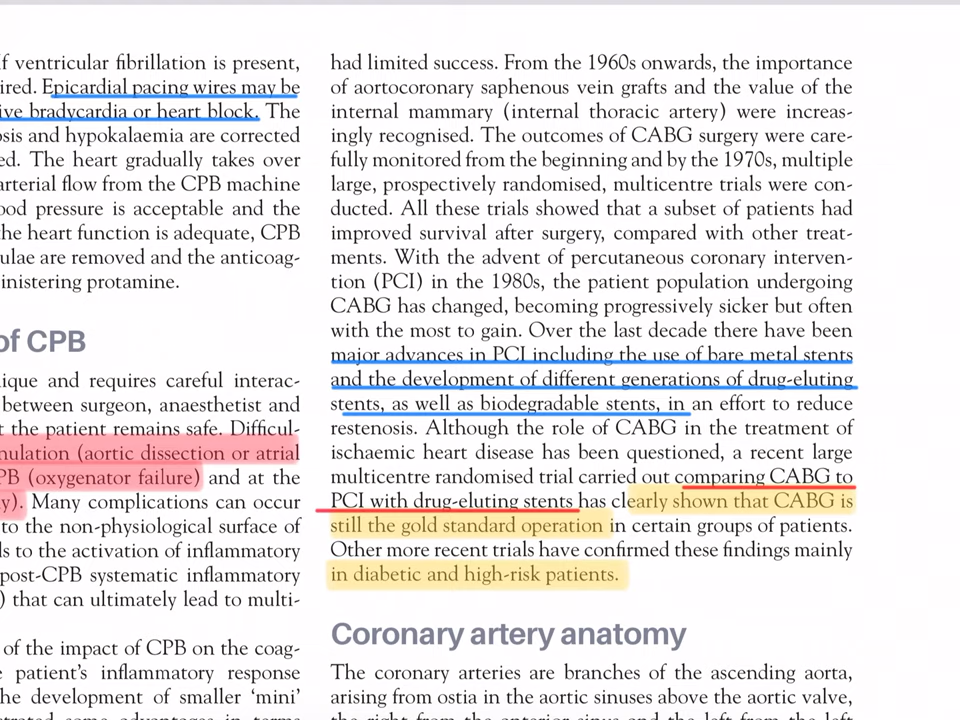 f ventricular fibrillation is present,
ired. Epicardial pacing wires may be
ive bradycardia or heart block. The
osis and hypokalaemia are corrected
ed. The heart gradually takes over
arterial flow from the CPB machine
ood pressure is acceptable and the
the heart function is adequate, CPB
ulae are removed and the anticoag-
inistering protamine.
of CPB
ique and requires careful interac-
between surgeon, anaesthetist and
t the patient remains safe. Difficul-
nulation (aortic dissection or atrial
PB (oxygenator failure) and at the
y). Many complications can occur
to the non-physiological surface of
ls to the activation of inflammatory
post-CPB systematic inflammatory
) that can ultimately lead to multi-
of the impact of CPB on the coag-
e patient's inflammatory response
he development of smaller 'mini'
had limited success. From the 1960s onwards, the importance
of aortocoronary saphenous vein grafts and the value of the
internal mammary (internal thoracic artery) were increas-
ingly recognised. The outcomes of CABG surgery were care-
fully monitored from the beginning and by the 1970s, multiple
large, prospectively randomised, multicentre trials were con-
ducted. All these trials showed that a subset of patients had
improved survival after surgery, compared with other treat-
ments. With the advent of percutaneous coronary interven-
tion (PCI) in the 1980s, the patient population undergoing
CABG has changed, becoming progressively sicker but often
with the most to gain. Over the last decade there have been
major advances in PCI including the use of bare metal stents
and the development of different generations of drug-eluting
stents, as well as biodegradable stents, in an effort to reduce
restenosis. Although the role of CABG in the treatment of
ischaemic heart disease has been questioned, a recent large
multicentre randomised trial carried out comparing CABG to
PCI with drug-eluting stents has clearly shown that CABG is
still the gold standard operation in certain groups of patients.
Other more recent trials have confirmed these findings mainly
in diabetic and high-risk patients.
Coronary artery anatomy
The coronary arteries are branches of the ascending aorta,
arising from ostia in the aortic sinuses above the aortic valve,